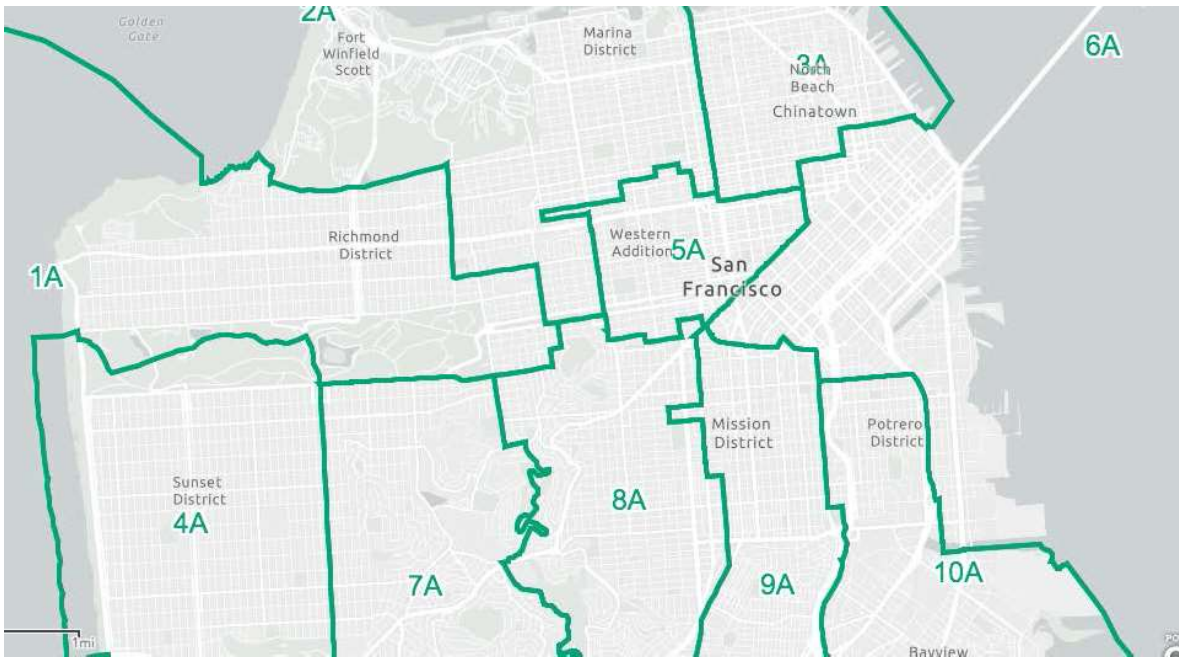 2A
Golden
Gate
Fort
Winfield
Scott
Marina
District
3A
North
Beach
Chinatown
6A
Richmond
District
1A
Western
Addition
5A
San
Francisco
Sunset
District
4A
7A
8A
Mission
District
Potrero
District
9A
10A
1mi
Bayview
PO